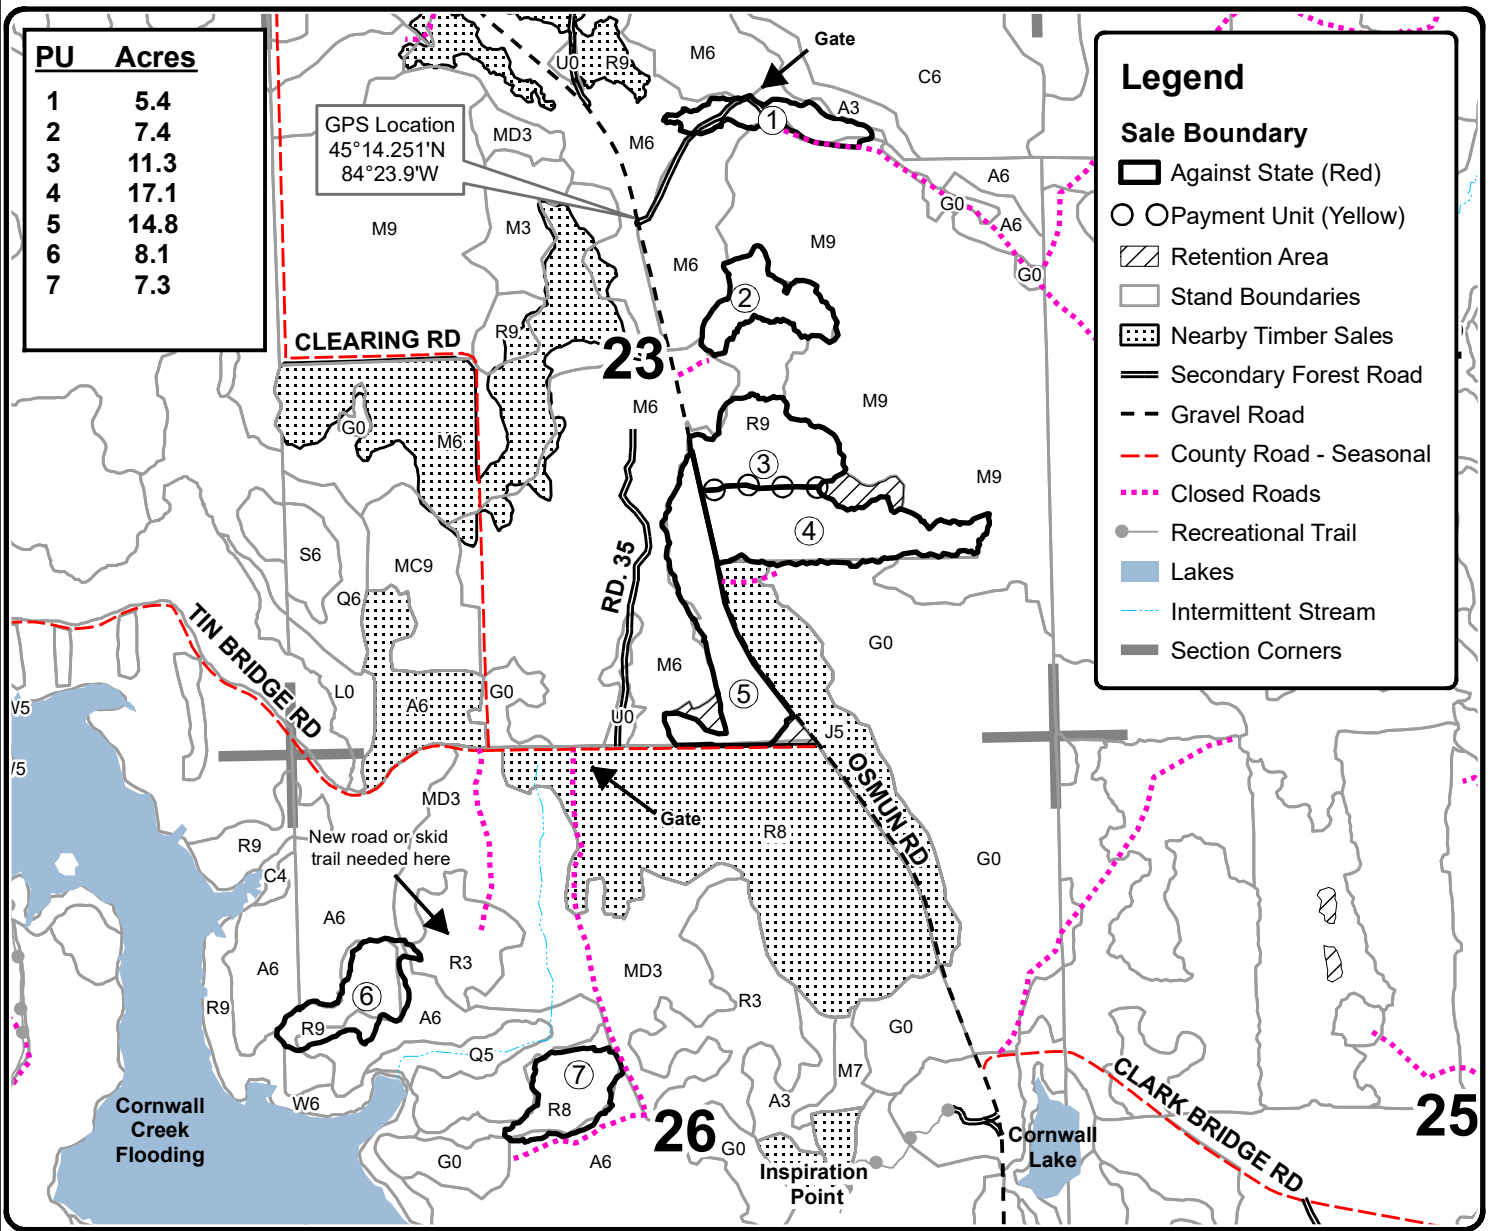 PU Acres
1 5.4
2 7.4
3 11.3
4 17.1
5 14.8
6 8.1
7 7.3
GPS Location
45°14.251'N
84°23.9'W
Legend
Sale Boundary
Against State (Red)
Payment Unit (Yellow)
Retention Area
Stand Boundaries
Nearby Timber Sales
Secondary Forest Road
Gravel Road
County Road - Seasonal
Closed Roads
Recreational Trail
Lakes
Intermittent Stream
Section Corners
Gate
U0
R9
M6
C6
A3
1
MD3
M6
A6
G0
A6
M9
M3
M9
M6
G0
2
R9
CLEARING RD
23
M6
M9
R9
G0
M6
3
M9
4
S6
MC9
RD. 35
Q6
TIN BRIDGE RD
G0
M6
L0
A6
G0
5
U0
J5
V5
/5
OSMUN RD
MD3
Gate
R8
New road or skid
trail needed here
R9
C4
G0
A6
A6
R3
MD3
6
R9
R9
A6
R3
G0
Q5
7
M7
R8
W6
A3
CLARK BRIDGE RD
Cornwall
Creek
Flooding
26
25
G0
A6
G0
Inspiration
Point
Cornwall
Lake